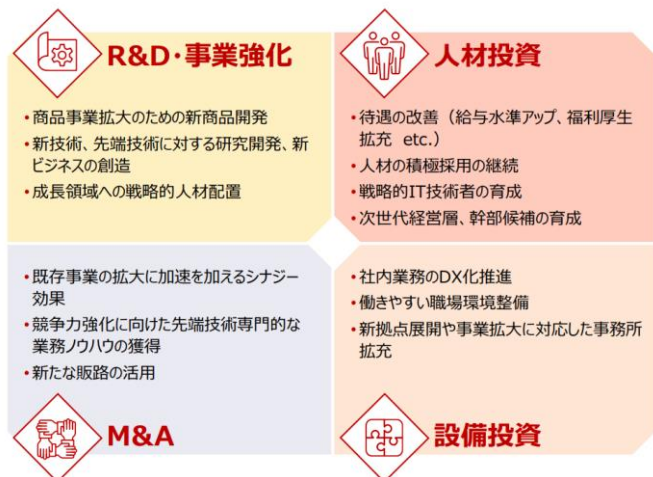 R&D・事業強化
・商品事業拡大のための新商品開発
・新技術、先端技術に対する研究開発、新
ビジネスの創造
・成長領域への戦略的人材配置
人材投資
・待遇の改善（給与水準アップ、福利厚生
拡充 etc.）
・人材の積極採用の継続
・戦略的IT技術者の育成
・次世代経営層、幹部候補の育成
・既存事業の拡大に加速を加えるシナジー
効果
・競争力強化に向けた先端技術専門的な
業務ノウハウの獲得
・新たな販路の活用
M&A
・社内業務のDX化推進
・働きやすい職場環境整備
・新拠点展開や事業拡大に対応した事務所
拡充
設備投資